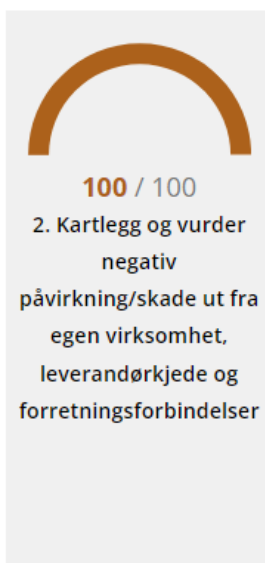 100 / 100
2. Kartlegg og vurder
negativ
påvirkning/skade ut fra
egen virksomhet,
leverandørkjede og
forretningsforbindelser